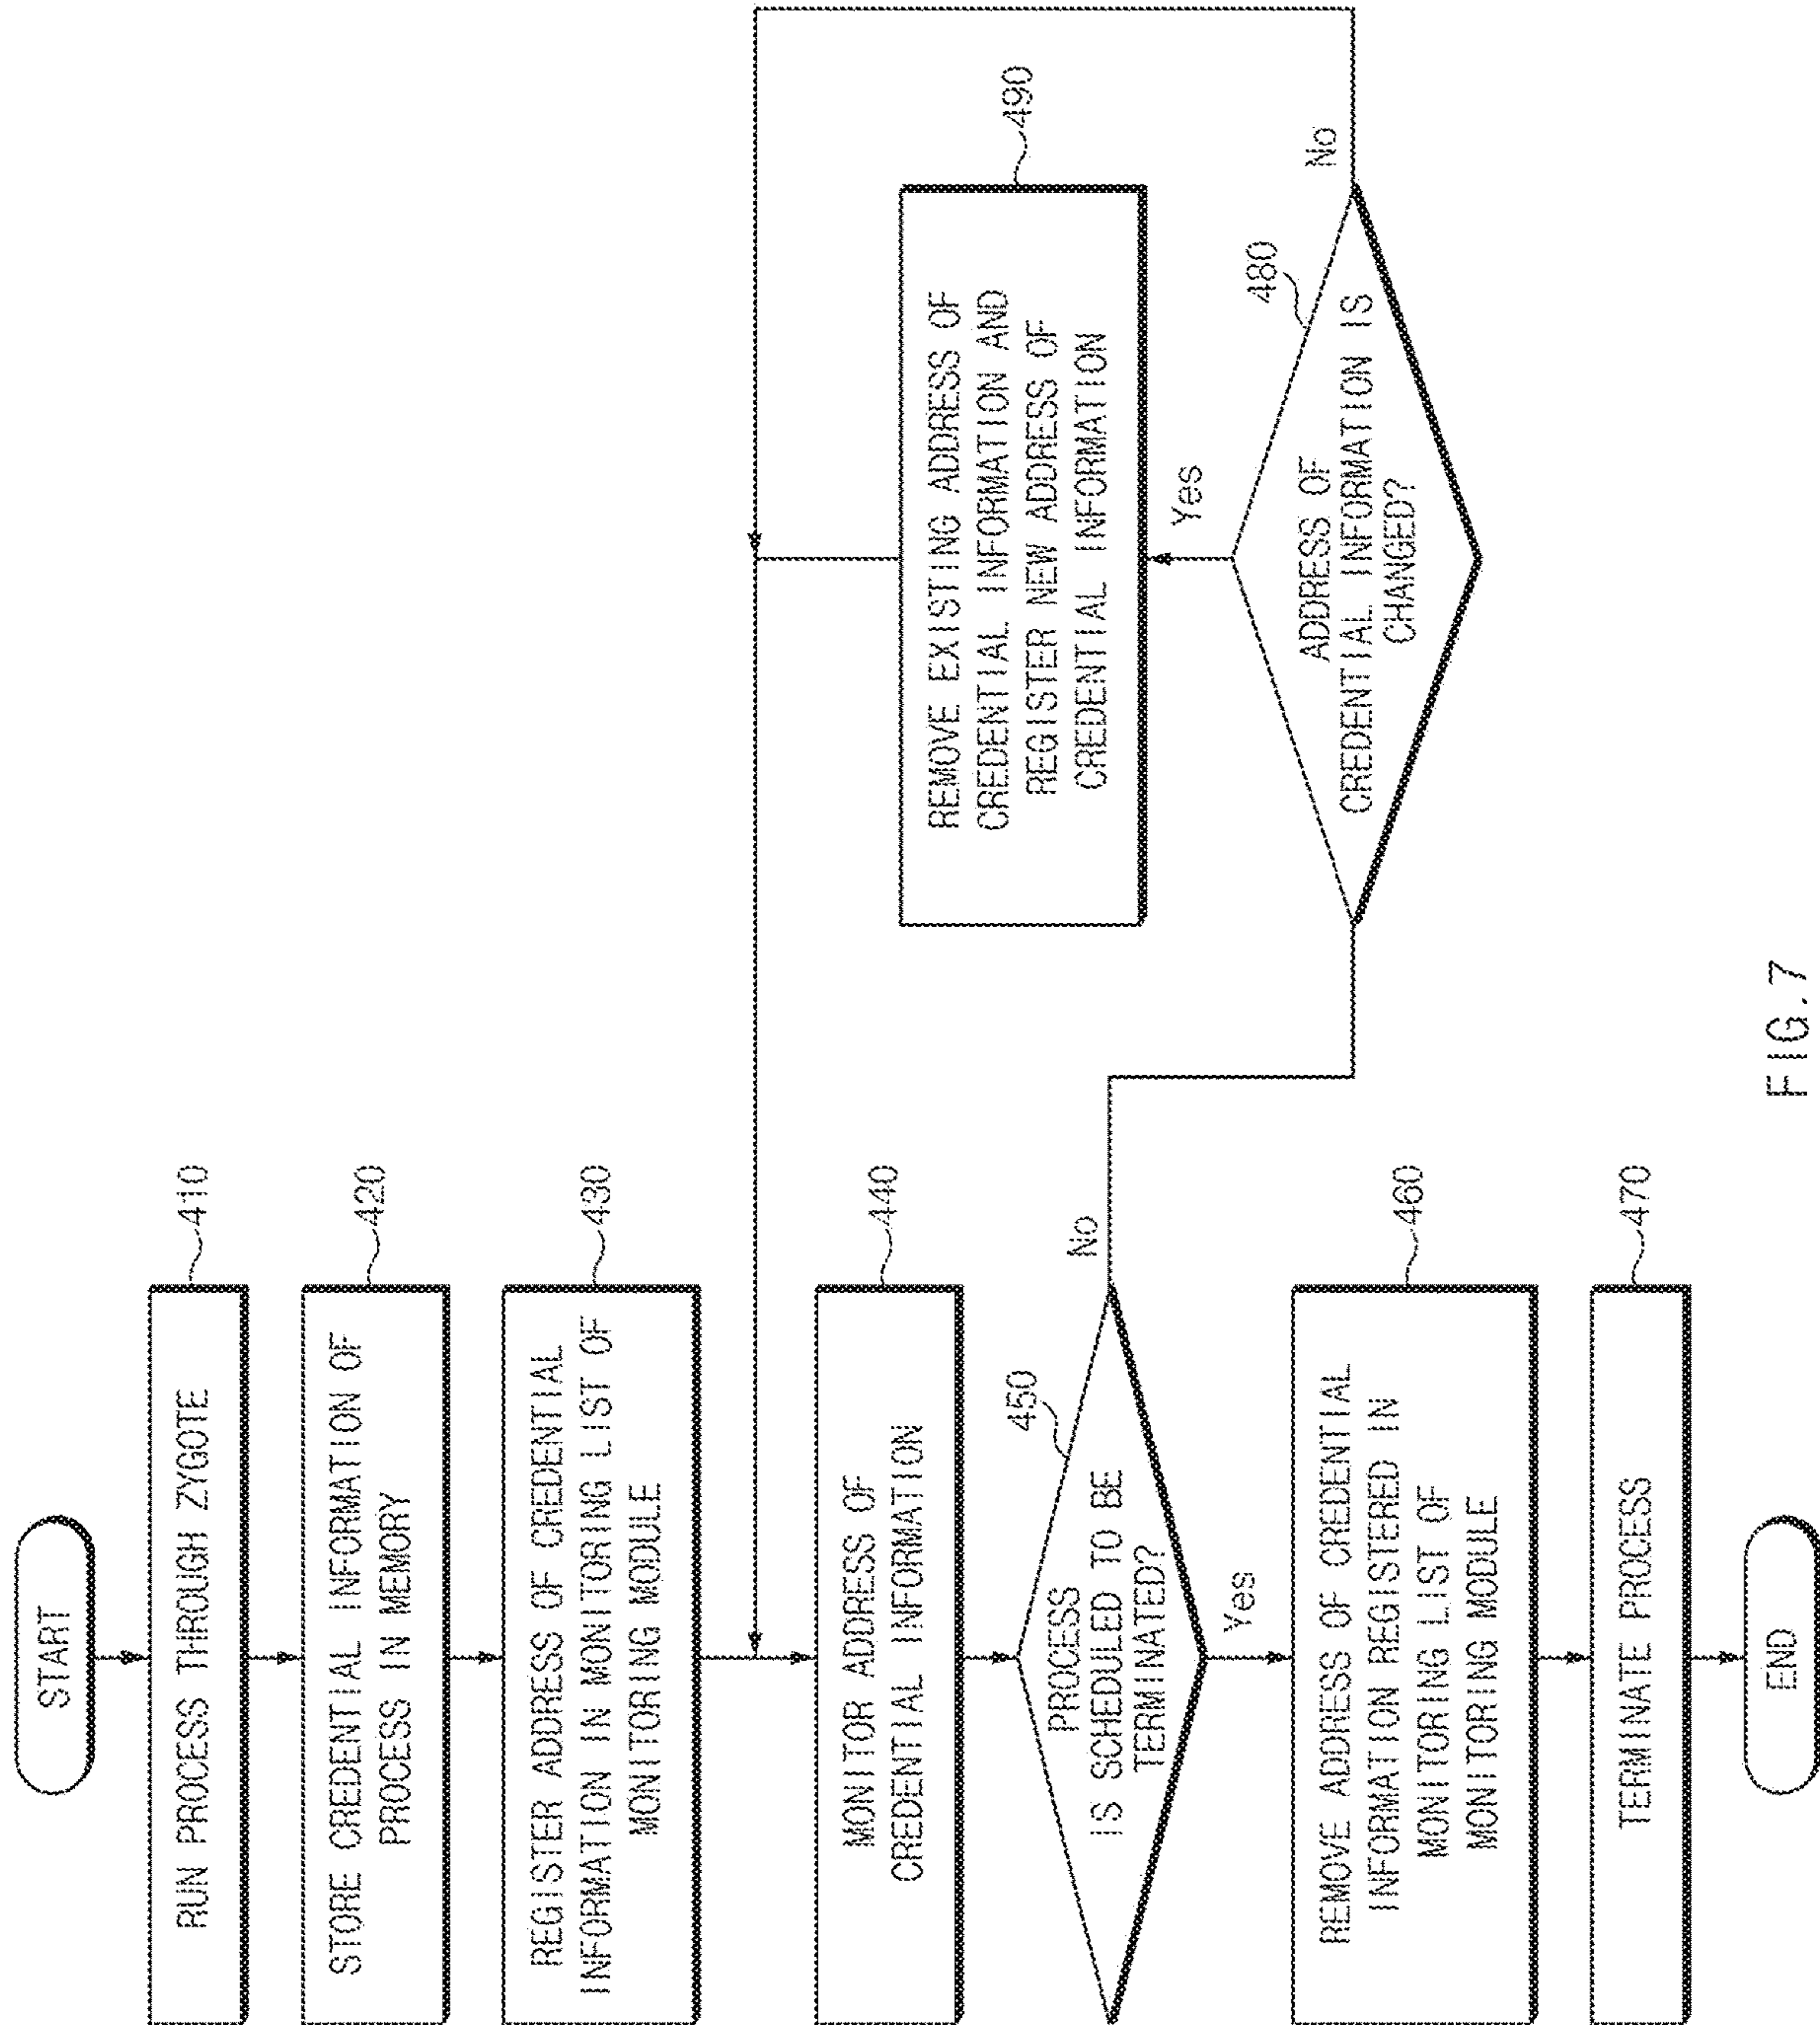 START
RUN PROCESS THROUGH ZYGOTE
410
STORE CREDENTIAL INFORMATION OF
PROCESS IN MEMORY
420
REGISTER ADDRESS OF CREDENTIAL
INFORMATION IN MONITORING LIST OF
MONITORING MODULE
430
MONITOR ADDRESS OF
CREDENTIAL INFORMATION
440
PROCESS
IS SCHEDULED TO BE
TERMINATED?
450
No
Yes
REMOVE ADDRESS OF CREDENTIAL
INFORMATION REGISTERED IN
MONITORING LIST OF
MONITORING MODULE
460
TERMINATE PROCESS
470
END
REMOVE EXISTING ADDRESS OF
CREDENTIAL INFORMATION AND
REGISTER NEW ADDRESS OF
CREDENTIAL INFORMATION
490
Yes
ADDRESS OF
CREDENTIAL INFORMATION IS
CHANGED?
480
No
FIG.7